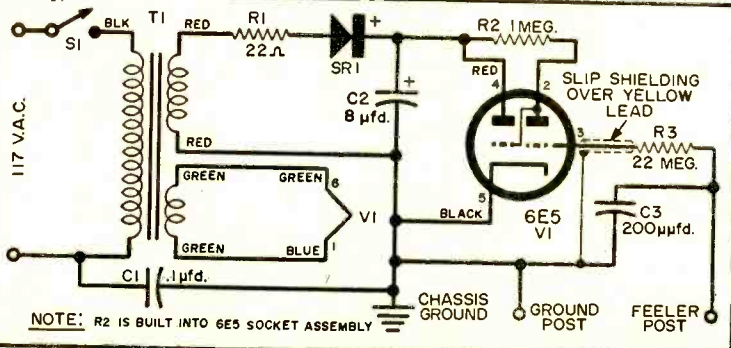 117 V.A.C.
S1
BLK
T1
RED
R1
22Ω
SR1
+
R2 1 MEG.
RED
4
2
C2
8 µfd.
+
SLIP SHIELDING
OVER YELLOW
LEAD
3
R3
22 MEG.
RED
GREEN
GREEN
6
V1
GREEN
BLUE
1
BLACK
5
6E5
V1
C3
200µµfd.
C1
.1µfd.
CHASSIS
GROUND
GROUND
POST
FEELER
POST
NOTE: R2 IS BUILT INTO 6E5 SOCKET ASSEMBLY